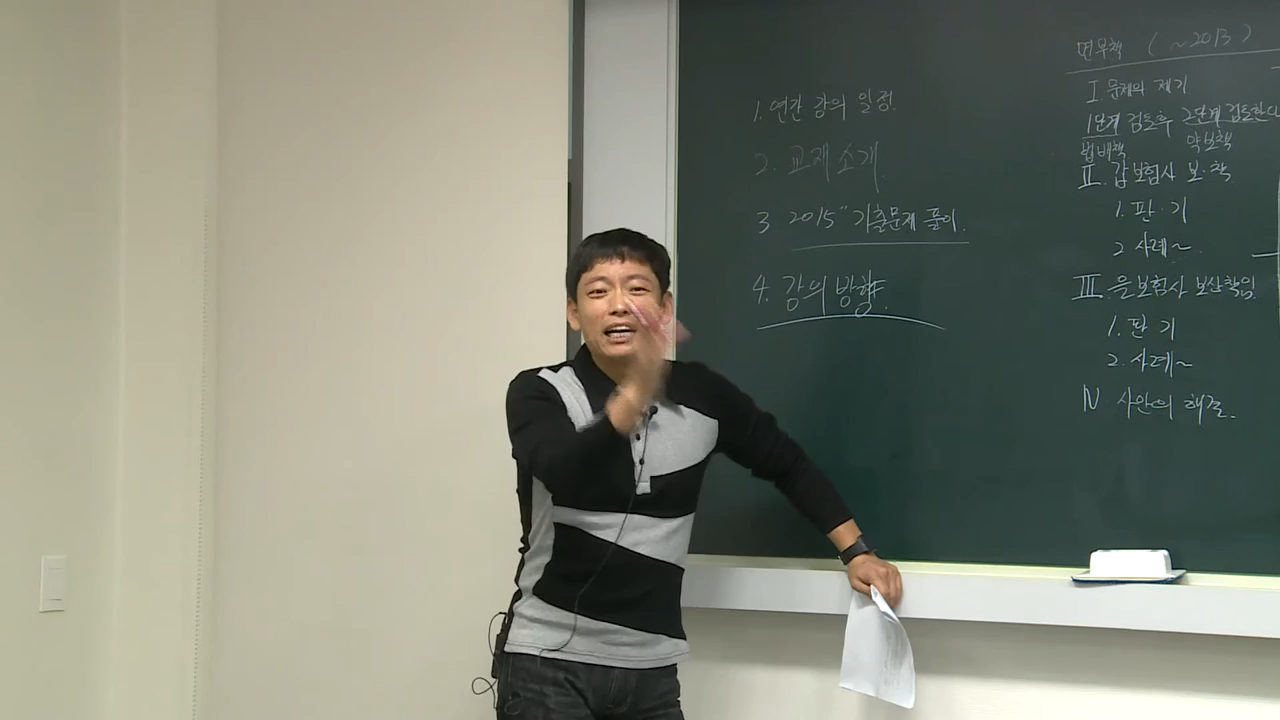 1. 연간 강의 일정.
2. 교재 소개.
3 2015" 기출문제 풀이.
4. 강의 방향.
면무책 (~2013)
I 문제의 제기
1단계 검토후 2단계 검토한다
법배책 약보책
II. 갑보험사 보·책
1. 판·기
2 사례~
III. 을보험사 보상책임
1. 판 기
2. 사례~
IV 사안의 해결.